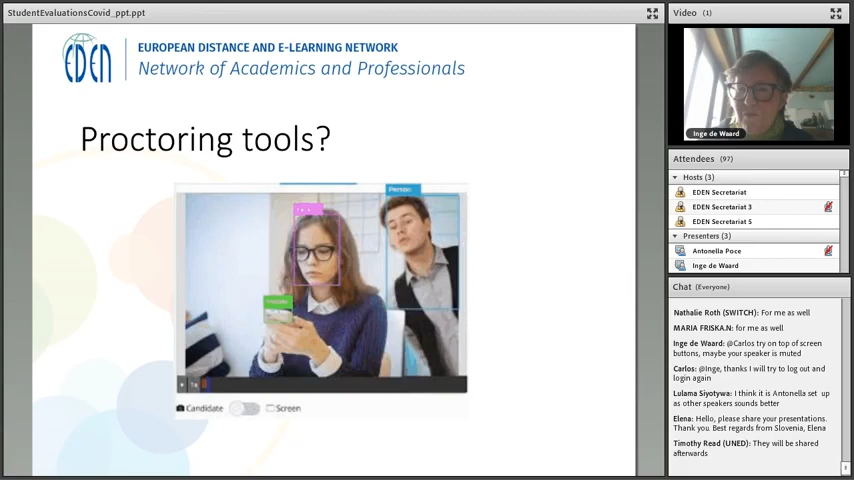 StudentEvaluationsCovid_ppt.ppt
EDEN
EUROPEAN DISTANCE AND E-LEARNING NETWORK
Network of Academics and Professionals
Proctoring tools?
Person
Candidate
Screen
Video (1)
Inge de Waard
Attendees (97)
Hosts (3)
EDEN Secretariat
EDEN Secretariat 3
EDEN Secretariat 5
Presenters (3)
Antonella Poce
Inge de Waard
Chat (Everyone)
Nathalie Roth (SWITCH): For me as well
MARIA FRISKA.N: for me as well
Inge de Waard: @Carlos try on top of screen
buttons, maybe your speaker is muted
Carlos: @Inge, thanks I will try to log out and
login again
Lulama Siyotywa: I think it is Antonella set up
as other speakers sounds better
Elena: Hello, please share your presentations.
Thank you. Best regards from Slovenia, Elena
Timothy Read (UNED): They will be shared
afterwards